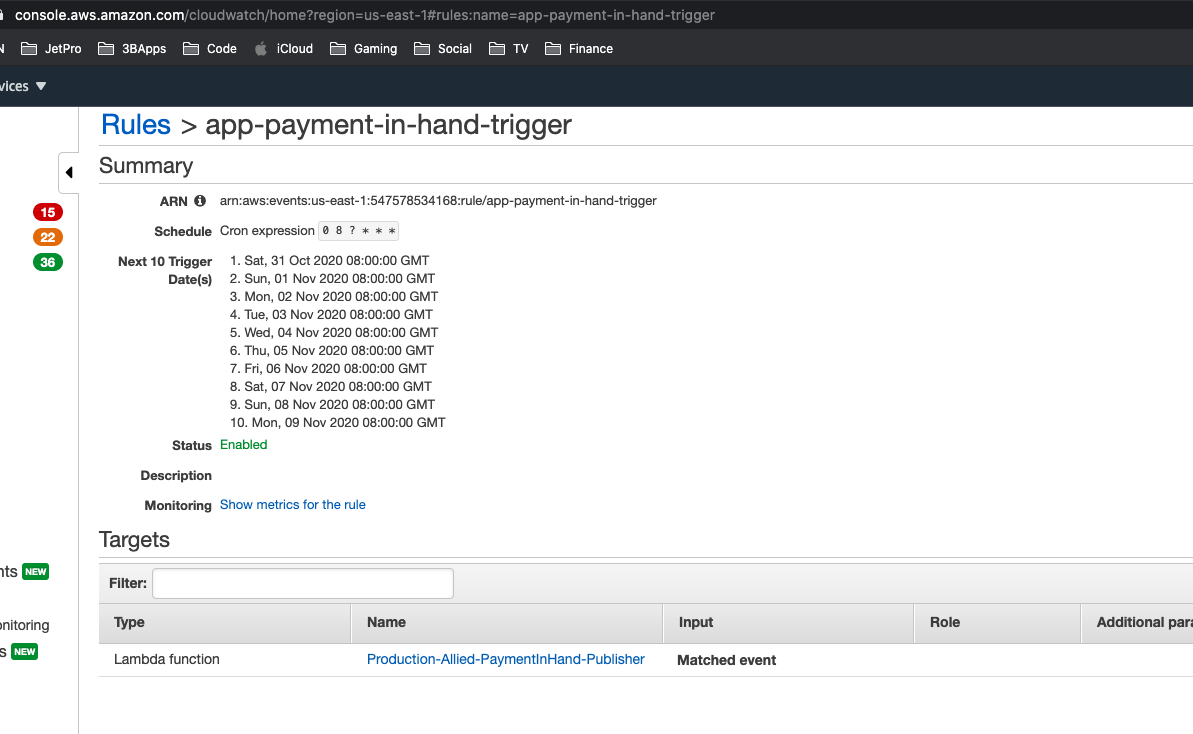 console.aws.amazon.com/cloudwatch/home?region=us-east-1#rules:name=app-payment-in-hand-trigger
N JetPro 3BApps Code iCloud Gaming Social TV Finance
vices
Rules > app-payment-in-hand-trigger
Summary
ARN arn:aws:events:us-east-1:547578534168:rule/app-payment-in-hand-trigger
15
Schedule Cron expression 0 8 ? * * *
22
Next 10 Trigger Date(s)
36
1. Sat, 31 Oct 2020 08:00:00 GMT
2. Sun, 01 Nov 2020 08:00:00 GMT
3. Mon, 02 Nov 2020 08:00:00 GMT
4. Tue, 03 Nov 2020 08:00:00 GMT
5. Wed, 04 Nov 2020 08:00:00 GMT
6. Thu, 05 Nov 2020 08:00:00 GMT
7. Fri, 06 Nov 2020 08:00:00 GMT
8. Sat, 07 Nov 2020 08:00:00 GMT
9. Sun, 08 Nov 2020 08:00:00 GMT
10. Mon, 09 Nov 2020 08:00:00 GMT
Status Enabled
Description
Monitoring Show metrics for the rule
Targets
nts NEW
Filter:
Type Name Input Role Additional para
onitoring
s NEW
Lambda function Production-Allied-PaymentInHand-Publisher Matched event